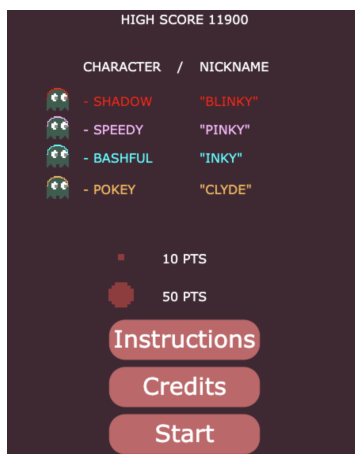 HIGH SCORE 11900
CHARACTER / NICKNAME
- SHADOW "BLINKY"
- SPEEDY "PINKY"
- BASHFUL "INKY"
- POKEY "CLYDE"
10 PTS
50 PTS
Instructions
Credits
Start